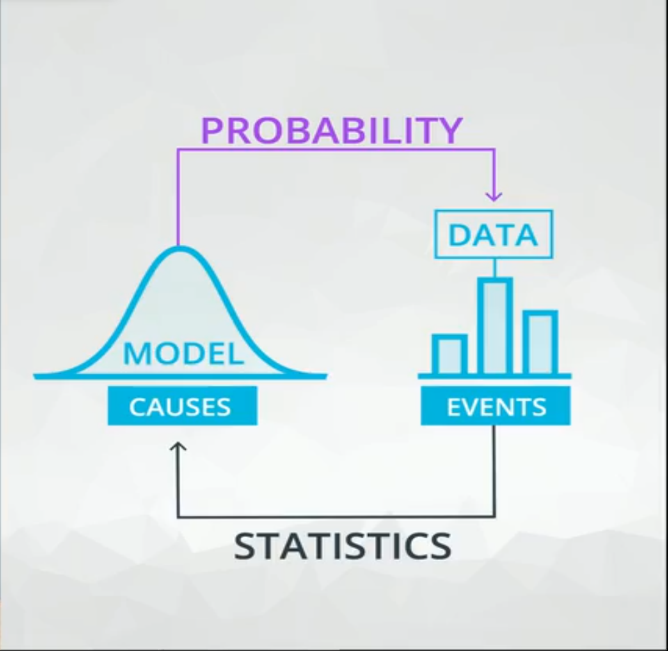 PROBABILITY
DATA
MODEL
CAUSES
EVENTS
STATISTICS